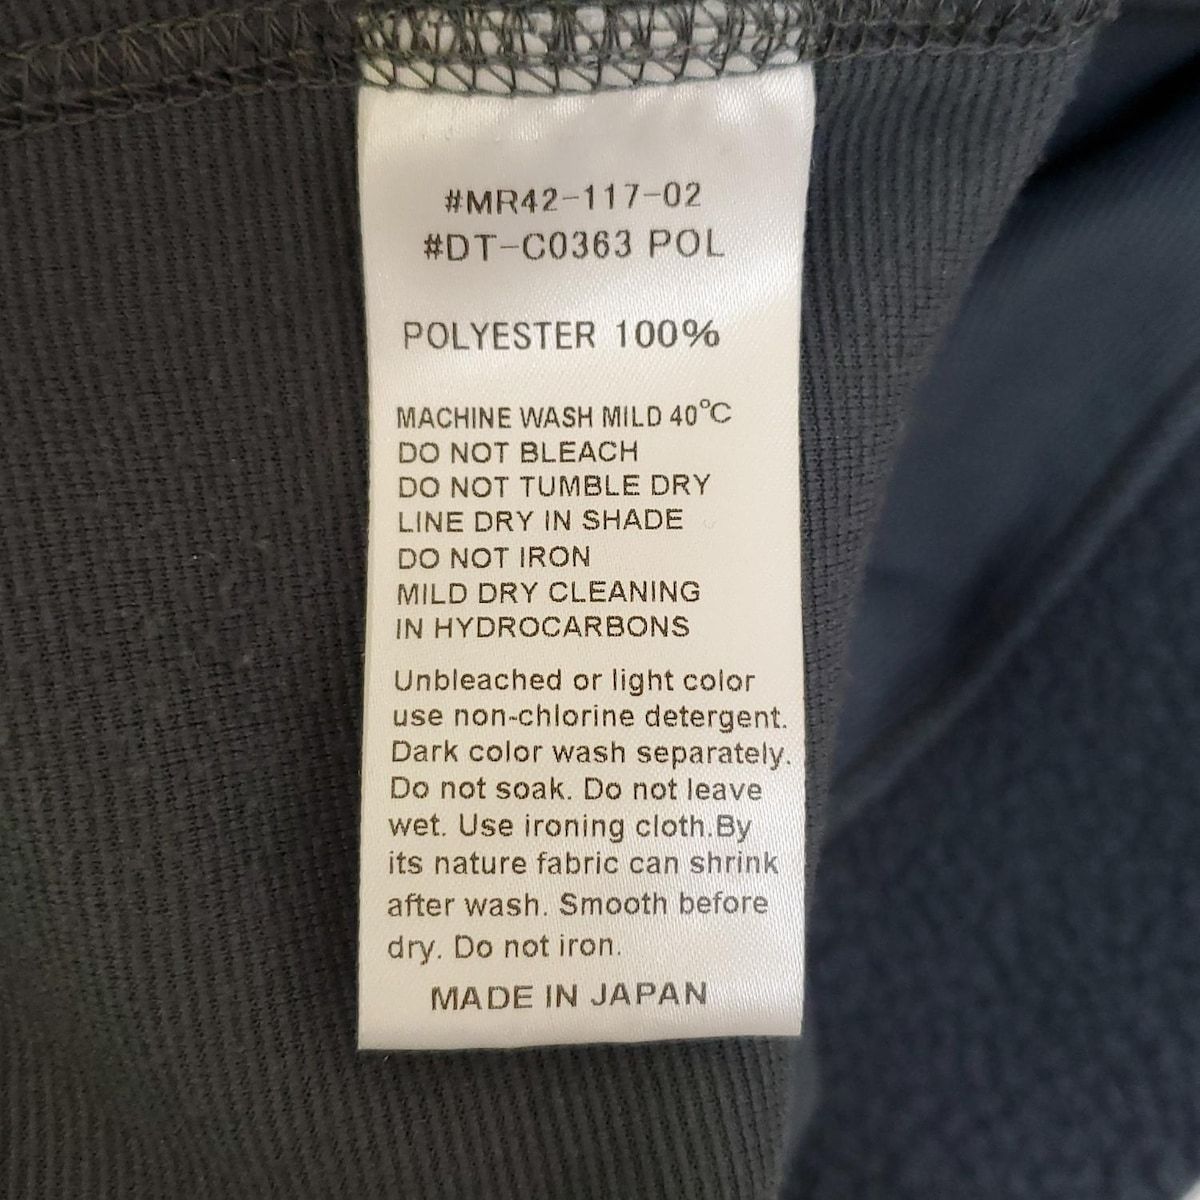 #MR42-117-02
#DT-C0363 POL
POLYESTER 100%
MACHINE WASH MILD 40°C
DO NOT BLEACH
DO NOT TUMBLE DRY
LINE DRY IN SHADE
DO NOT IRON
MILD DRY CLEANING
IN HYDROCARBONS
Unbleached or light color
use non-chlorine detergent.
Dark color wash separately.
Do not soak. Do not leave
wet. Use ironing cloth.By
its nature fabric can shrink
after wash. Smooth before
dry. Do not iron.
MADE IN JAPAN